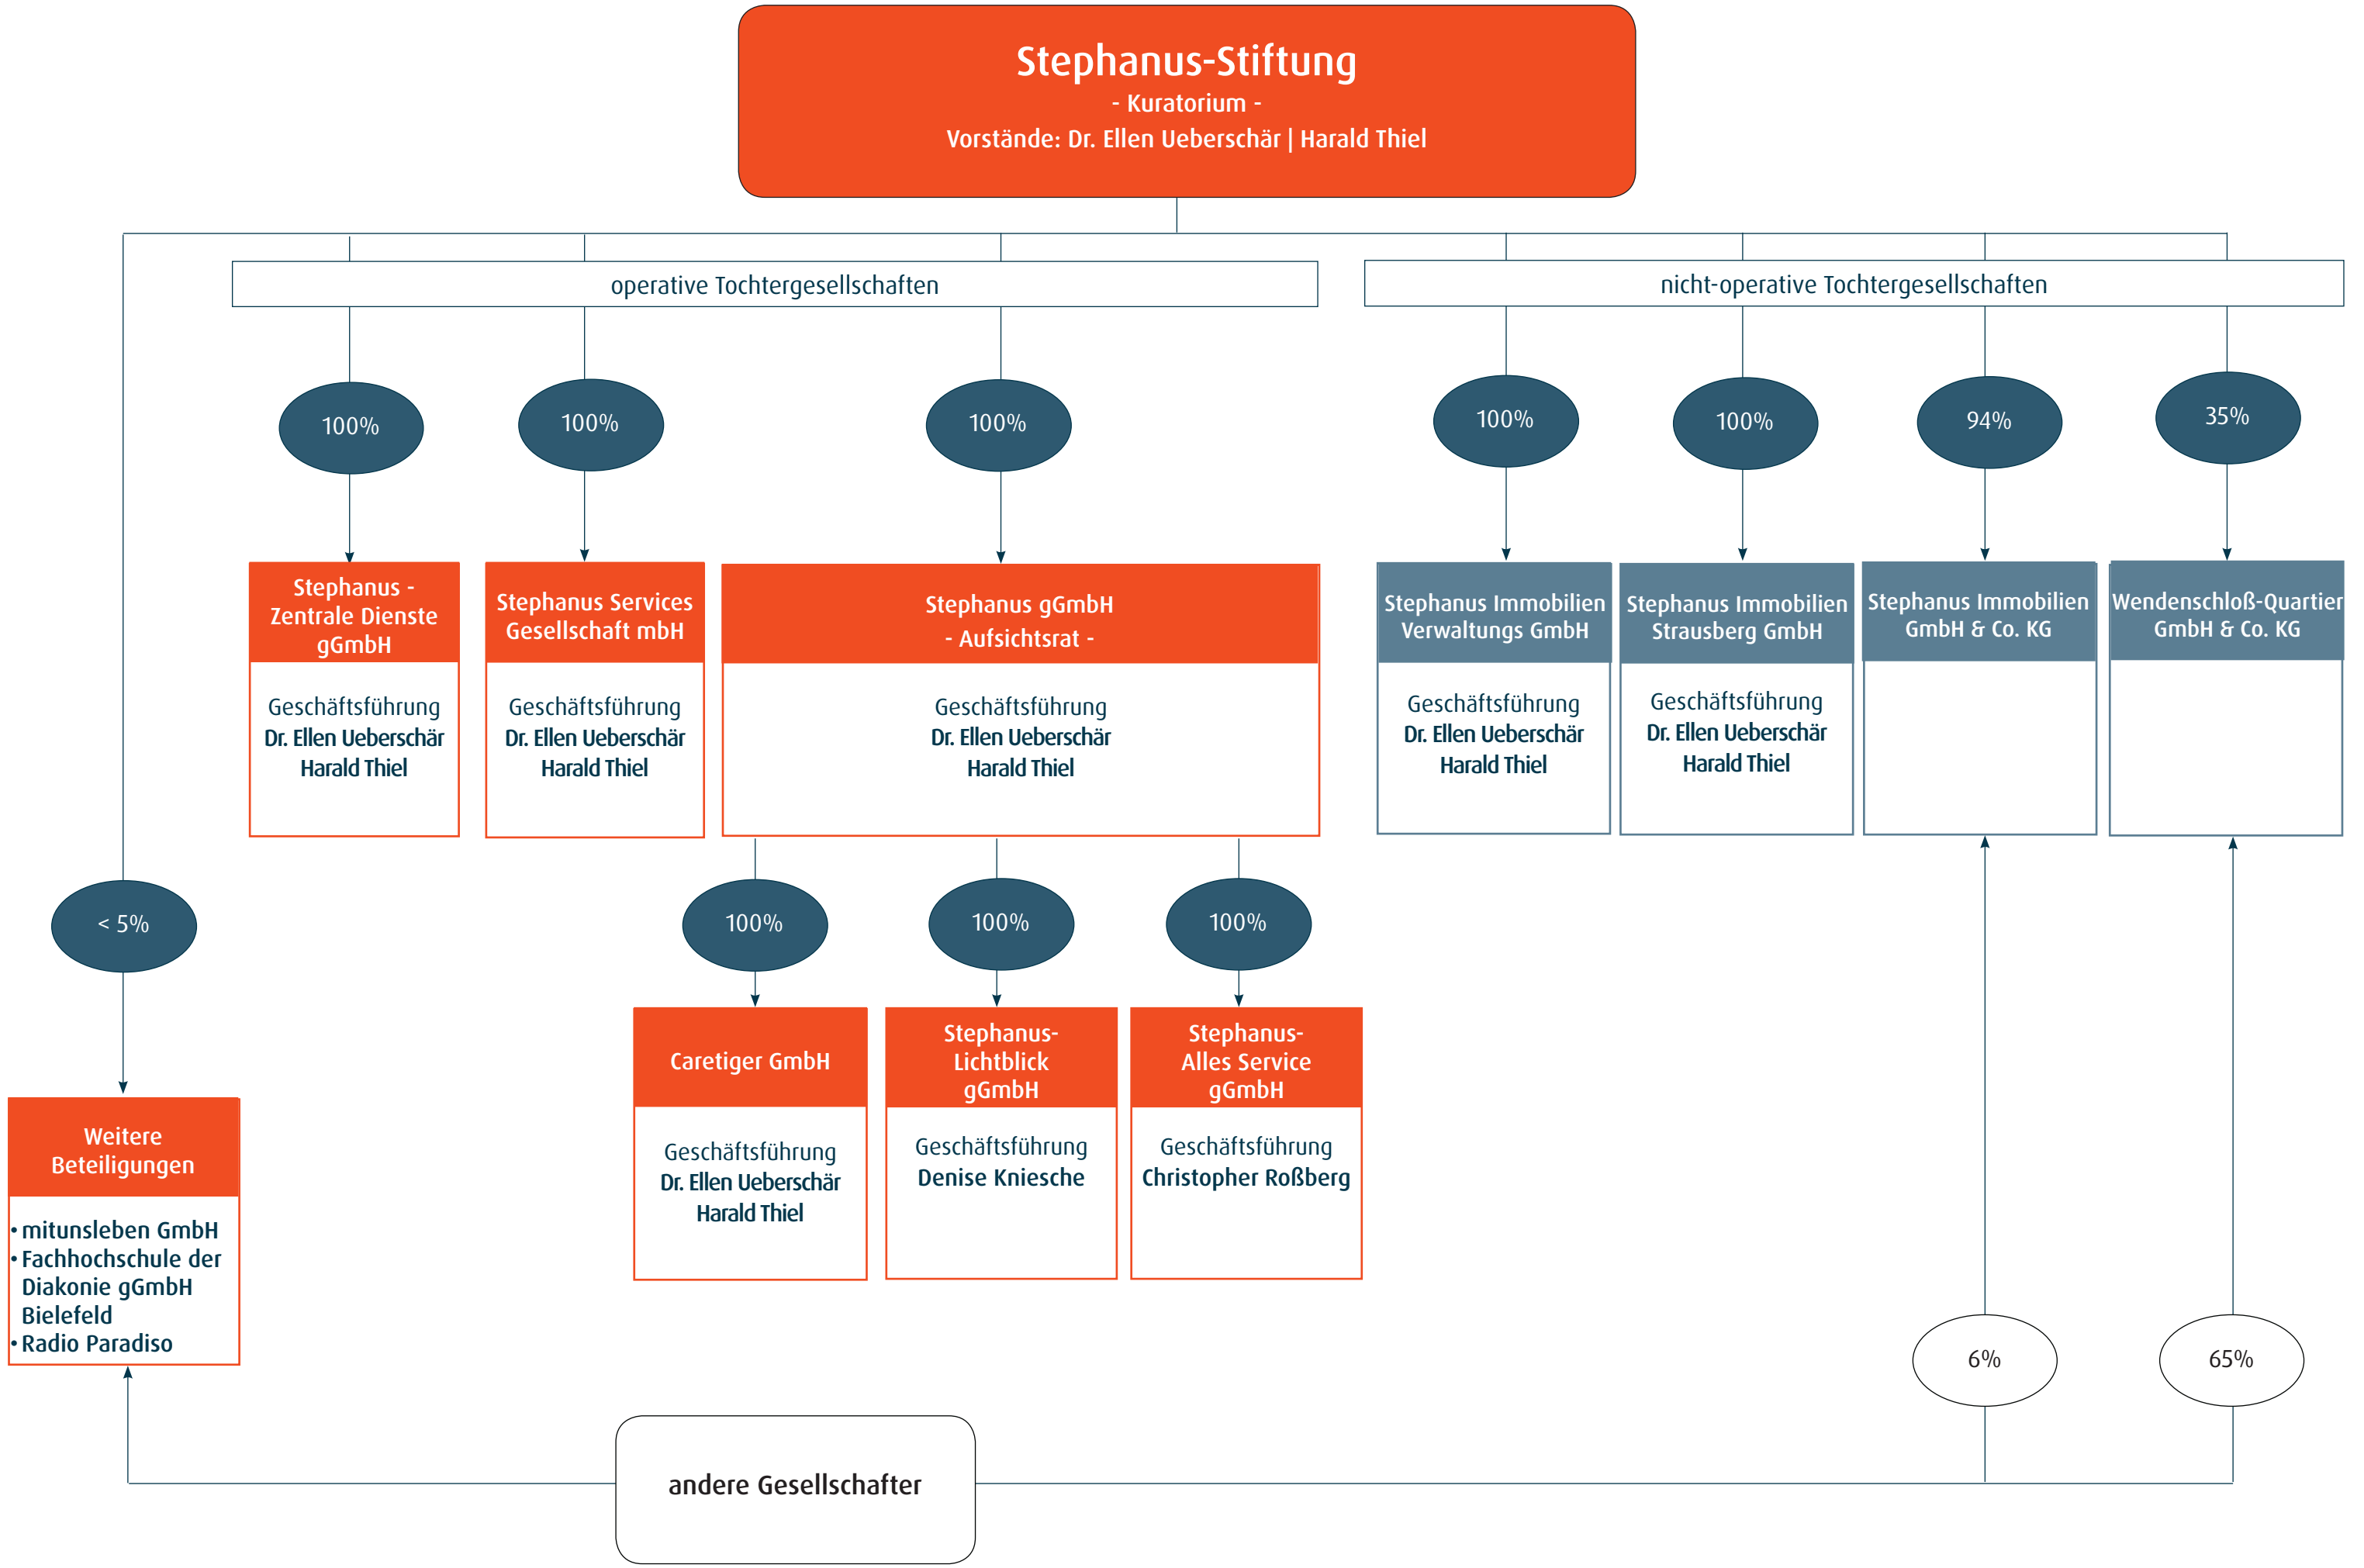 Stephanus-Stiftung
- Kuratorium -
Vorstände: Dr. Ellen Ueberschär | Harald Thiel
operative Tochtergesellschaften
nicht-operative Tochtergesellschaften
100%
100%
100%
100%
100%
94%
35%
Stephanus -
Zentrale Dienste
gGmbH
Geschäftsführung
Dr. Ellen Ueberschär
Harald Thiel
Stephanus Services
Gesellschaft mbH
Geschäftsführung
Dr. Ellen Ueberschär
Harald Thiel
Stephanus gGmbH
- Aufsichtsrat -
Geschäftsführung
Dr. Ellen Ueberschär
Harald Thiel
Stephanus Immobilien
Verwaltungs GmbH
Geschäftsführung
Dr. Ellen Ueberschär
Harald Thiel
Stephanus Immobilien
Strausberg GmbH
Geschäftsführung
Dr. Ellen Ueberschär
Harald Thiel
Stephanus Immobilien
GmbH & Co. KG
Wendenschloß-Quartier
GmbH & Co. KG
< 5%
100%
100%
100%
Caretiger GmbH
Geschäftsführung
Dr. Ellen Ueberschär
Harald Thiel
Stephanus-
Lichtblick
gGmbH
Geschäftsführung
Denise Kniesche
Stephanus-
Alles Service
gGmbH
Geschäftsführung
Christopher Roßberg
Weitere
Beteiligungen
• mitunsleben GmbH
• Fachhochschule der
Diakonie gGmbH
Bielefeld
• Radio Paradiso
6%
65%
andere Gesellschafter